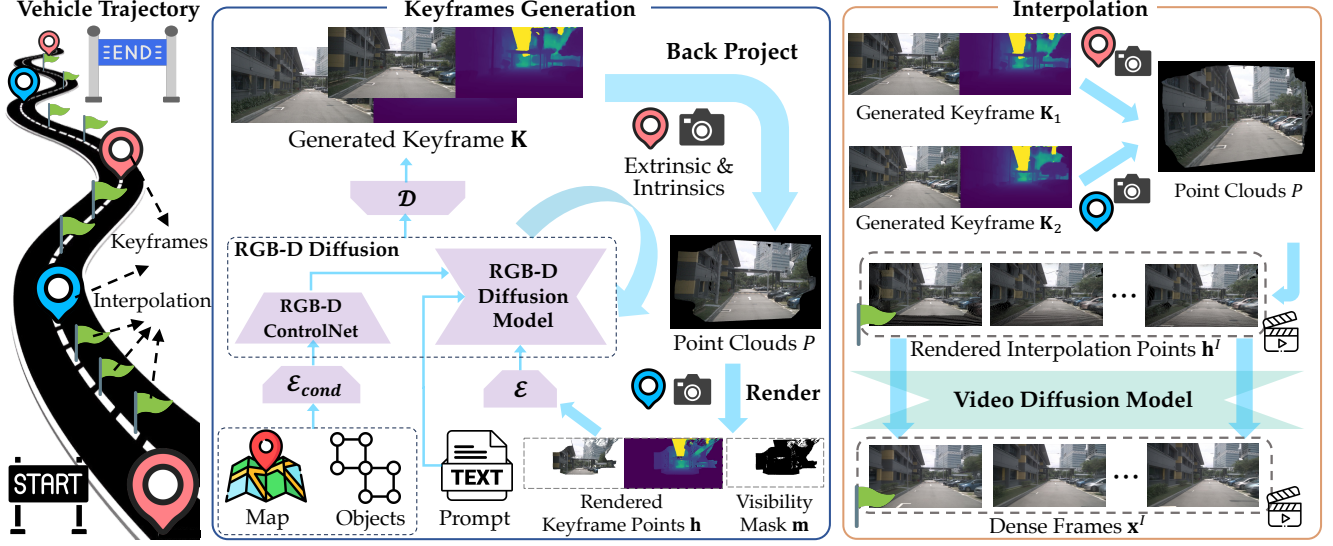 Vehicle Trajectory
END
Keyframes
Interpolation
START
Keyframes Generation
Back Project
Generated Keyframe K
Extrinsic &
Intrinsics
𝓓
RGB-D Diffusion
RGB-D
Diffusion
Model
RGB-D
ControlNet
Point Clouds P
ℰcond
ℰ
Render
TEXT
Map
Objects
Prompt
Rendered
Keyframe Points h
Visibility
Mask m
Interpolation
Generated Keyframe K₁
Generated Keyframe K₂
Point Clouds P
Rendered Interpolation Points hᴵ
Video Diffusion Model
Dense Frames xᴵ